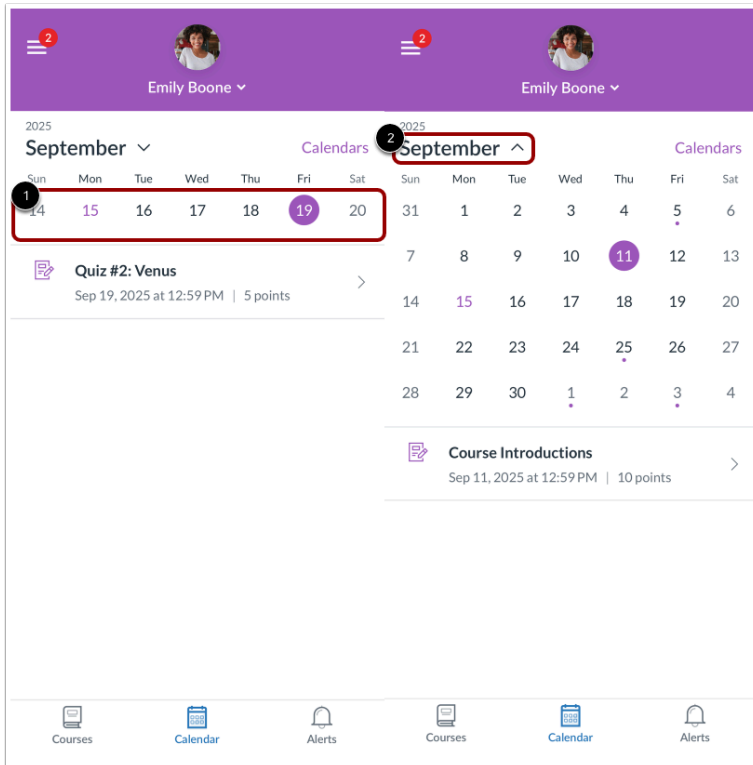 2
Emily Boone
2025
September
Calendars
Sun Mon Tue Wed Thu Fri Sat
1
14 15 16 17 18 19 20
Quiz #2: Venus
Sep 19, 2025 at 12:59 PM | 5 points
Courses Calendar Alerts
2
Emily Boone
2025
2
September
Calendars
Sun Mon Tue Wed Thu Fri Sat
31 1 2 3 4 5 6
7 8 9 10 11 12 13
14 15 16 17 18 19 20
21 22 23 24 25 26 27
28 29 30 1 2 3 4
Course Introductions
Sep 11, 2025 at 12:59 PM | 10 points
Courses Calendar Alerts